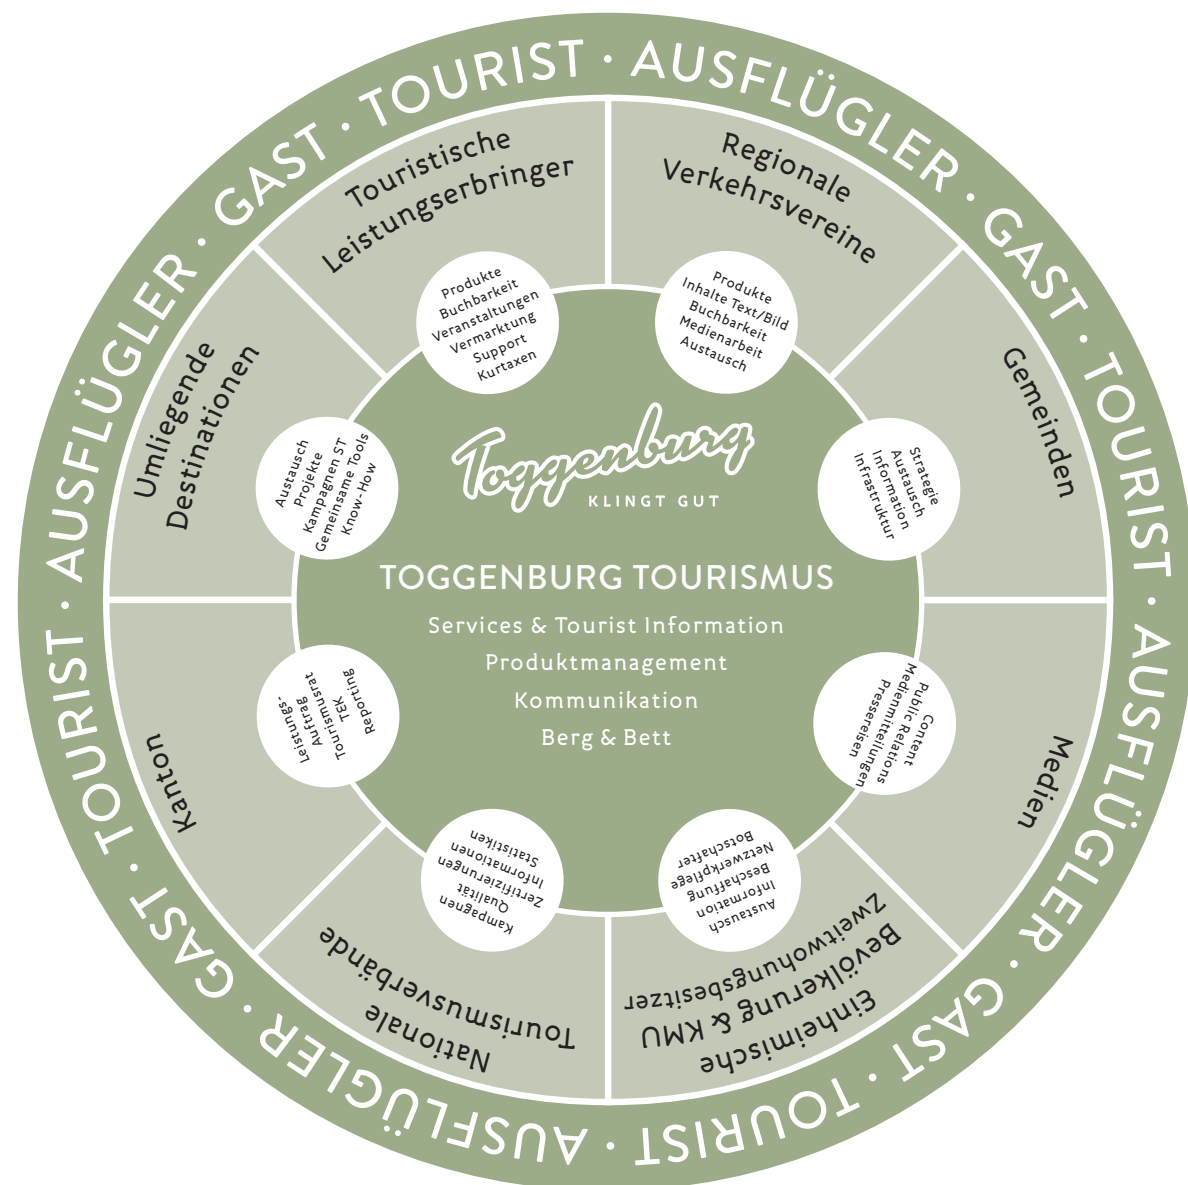 TOURIST · AUSFLÜGLER · GAST · TOURIST · AUSFLÜGLER · GAST · TOURIST · AUSFLÜGLER · GAST · TOURIST · AUSFLÜGLER · GAST ·
Touristische
Leistungserbringer
Produkte
Buchbarkeit
Veranstaltungen
Vermarktung
Support
Kurtaxen
Regionale
Verkehrsvereine
Produkte
Inhalte Text/Bild
Buchbarkeit
Medienarbeit
Austausch
Gemeinden
Strategie
Austausch
Information
Infrastruktur
Medien
Content
Public Relations
Medienmitteilungen
Pressereisen
Einheimische
Bevölkerung & KMU
Zweitwohungsbesitzer
Austausch
Information
Beschaffung
Netzwerkpflege
Botschafter
Nationale
Tourismusverbände
Kampagnen
Qualität
Zertifizierungen
Informationen
Statistiken
Kanton
Leistungs-
Auftrag
Tourismusrat
TEK
Reporting
Umliegende
Destinationen
Austausch
Projekte
Kampagnen ST
Gemeinsame Tools
Know-How
Toggenburg
KLINGT GUT
TOGGENBURG TOURISMUS
Services & Tourist Information
Produktmanagement
Kommunikation
Berg & Bett